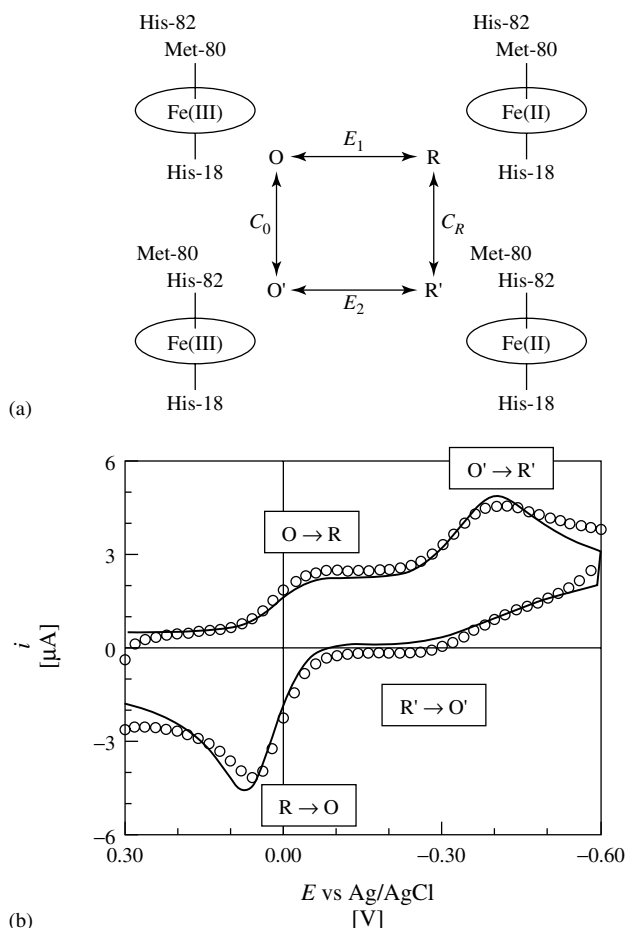 His-82
His-82
Met-80
Met-80
Fe(III)
Fe(II)
His-18
His-18
O
E₁
R
C₀
C_R
O'
E₂
R'
Met-80
Met-80
His-82
His-82
Fe(III)
Fe(II)
His-18
His-18
(a)
6
O' → R'
O → R
3
i
[µA]
0
R' → O'
−3
R → O
−6
0.30
0.00
−0.30
−0.60
E vs Ag/AgCl
[V]
(b)